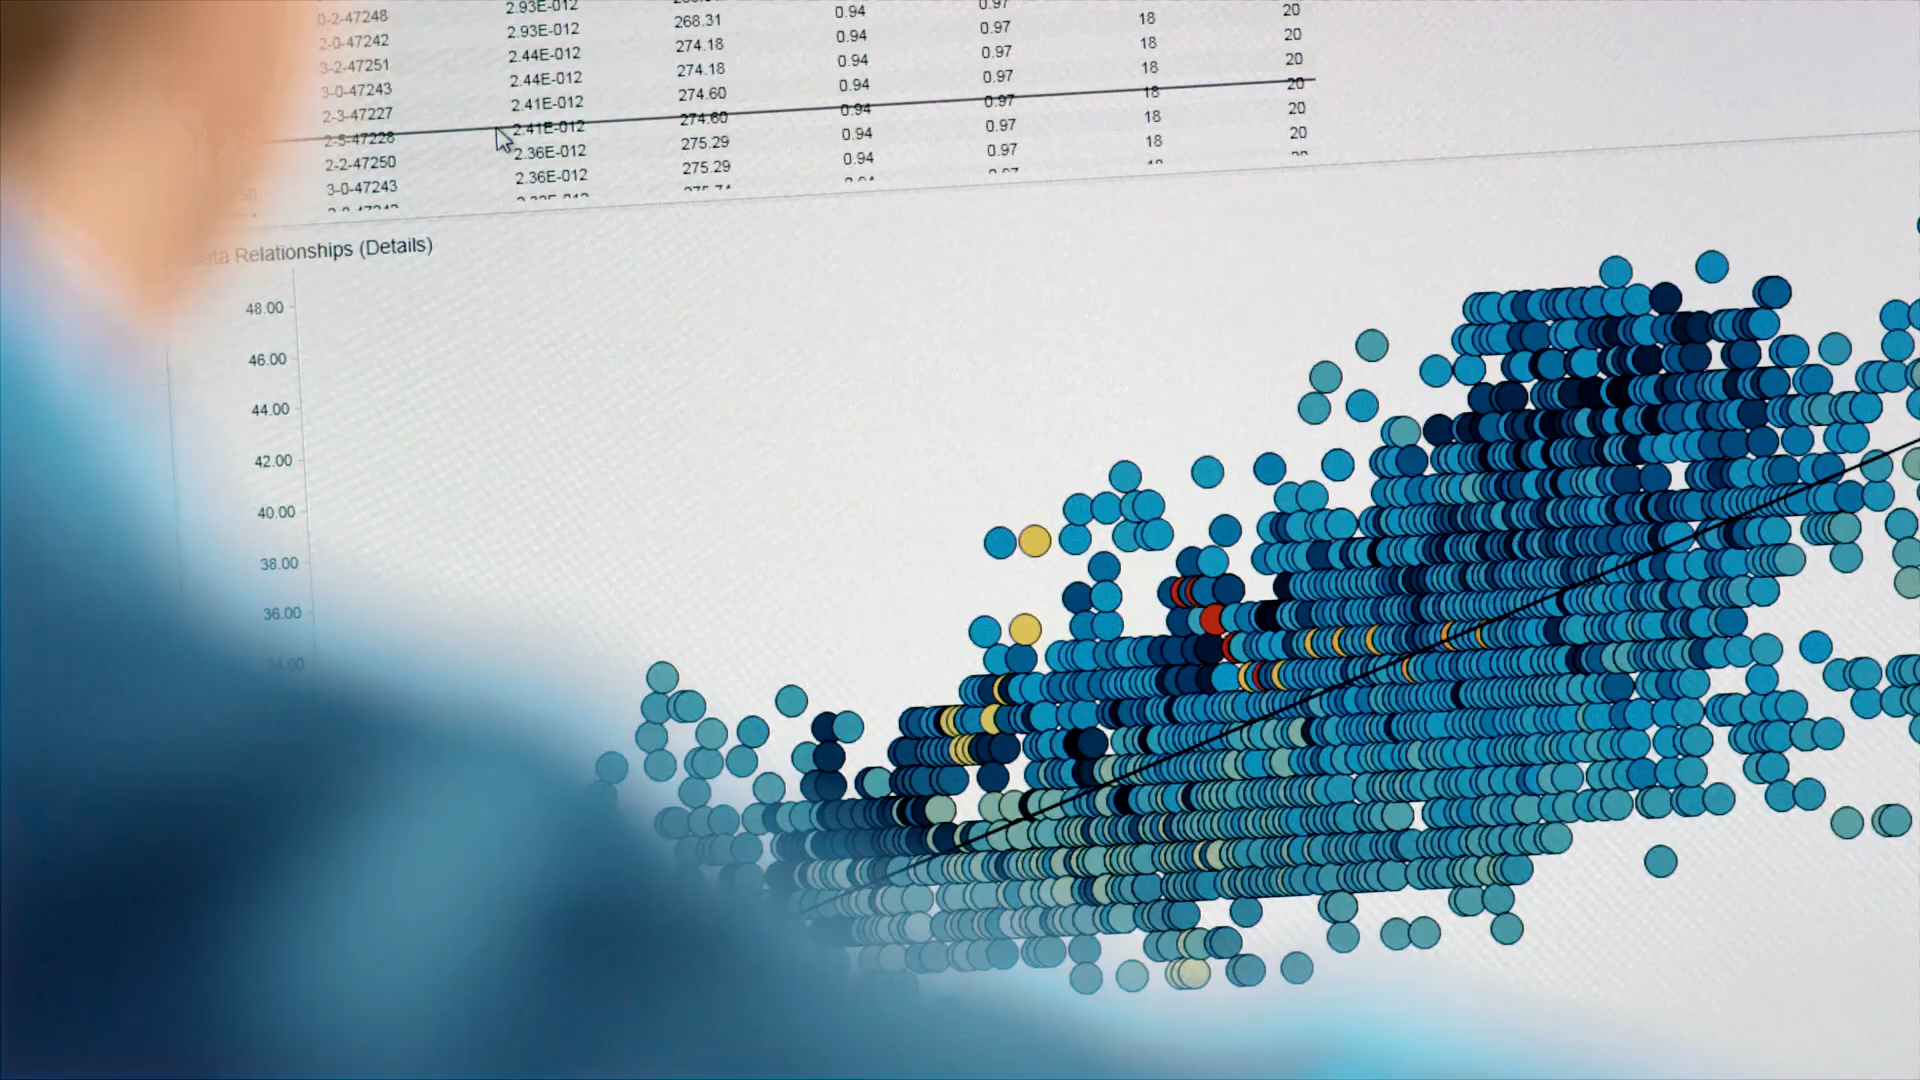 0-2-47248 2.93E-012 268.31 0.94 0.97 18 20
2-0-47242 2.93E-012 274.18 0.94 0.97 18 20
3-2-47251 2.44E-012 274.18 0.94 0.97 18 20
3-0-47243 2.44E-012 274.60 0.94 0.97 18 20
2-3-47227 2.41E-012 274.60 0.94 0.97 18 20
2-5-47228 2.41E-012 275.29 0.94 0.97 18 20
2-2-47250 2.36E-012 275.29 0.94 0.97
3-0-47243 2.36E-012
Relationships (Details)
48.00
46.00
44.00
42.00
40.00
38.00
36.00
34.00